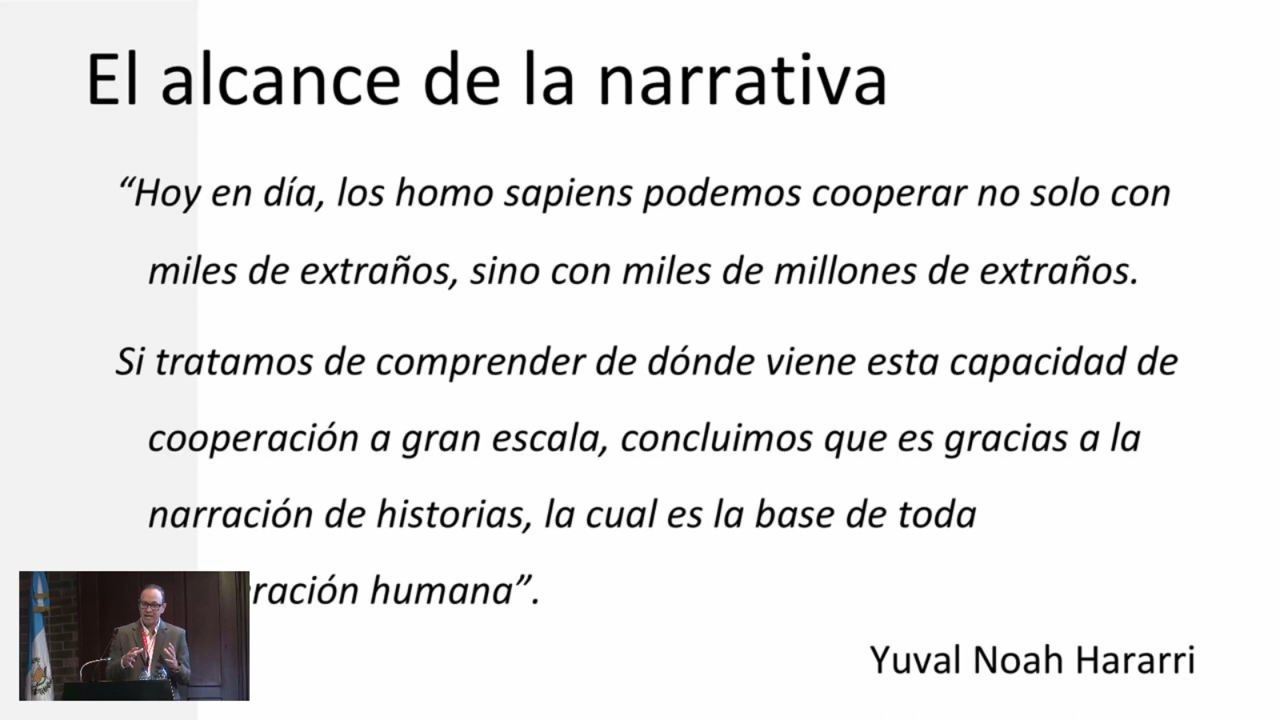 El alcance de la narrativa
“Hoy en día, los homo sapiens podemos cooperar no solo con
miles de extraños, sino con miles de millones de extraños.
Si tratamos de comprender de dónde viene esta capacidad de
cooperación a gran escala, concluimos que es gracias a la
narración de historias, la cual es la base de toda
humana”.
Yuval Noah Hararri